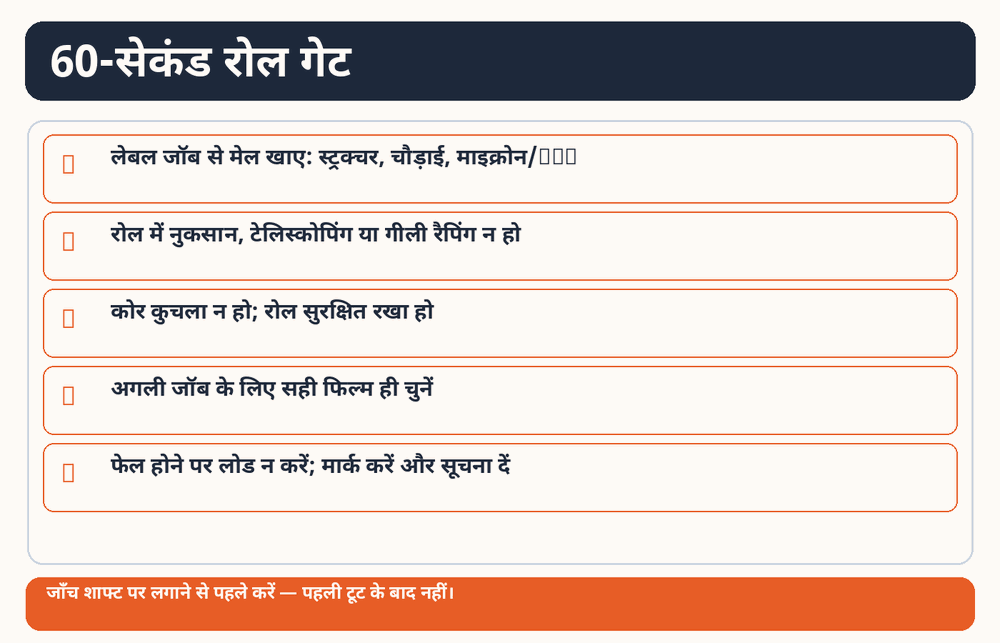 60-सेकंड रोल गेट
लेबल जॉब से मेल खाए: स्ट्रक्चर, चौड़ाई, माइक्रोन/
रोल में नुकसान, टेलिस्कोपिंग या गीली रैपिंग न हो
कोर कुचला न हो; रोल सुरक्षित रखा हो
अगली जॉब के लिए सही फिल्म ही चुनें
फेल होने पर लोड न करें; मार्क करें और सूचना दें
जाँच शाफ्ट पर लगाने से पहले करें — पहली टूट के बाद नहीं।